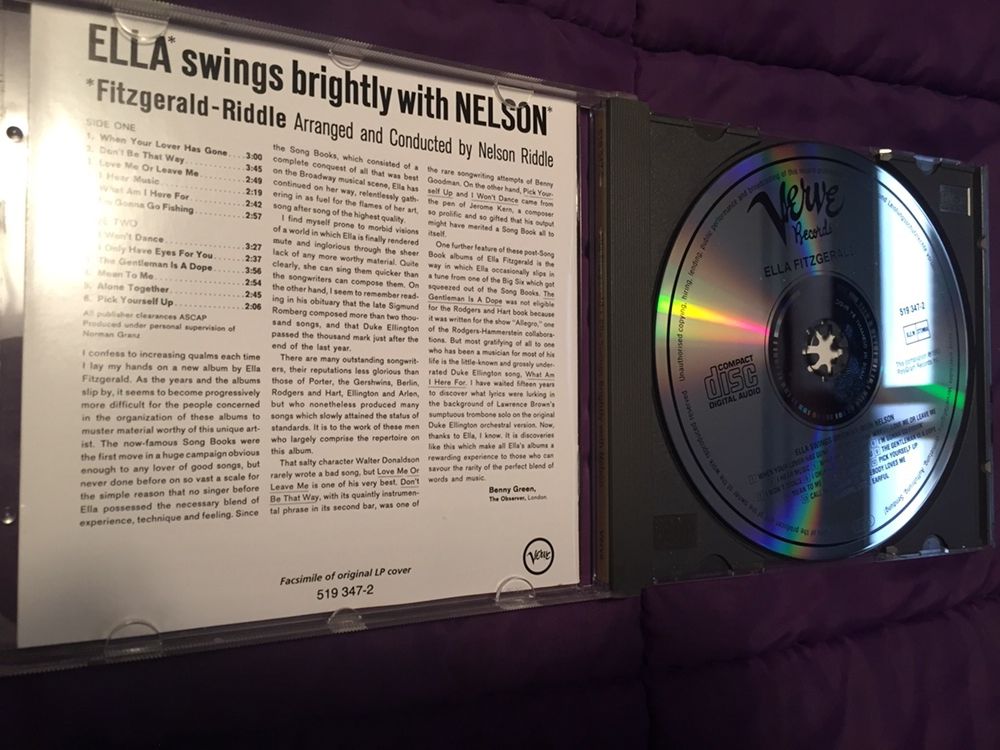 ELLA* swings brightly with NELSON*
*Fitzgerald-Riddle Arranged and Conducted by Nelson Riddle
SIDE ONE
1. When Your Lover Has Gone....3:00
2. Don't Be That Way..........3:45
3. Love Me Or Leave Me........2:49
I Hear Music..........2:19
What Am I Here For..........2:42
I'm Gonna Go Fishing..........2:57
TWO
I Won't Dance..........3:27
I Only Have Eyes For You......2:37
The Gentleman Is A Dope......3:56
Mean To Me..........2:54
5. Alone Together..........2:45
6. Pick Yourself Up..........2:06
All publisher clearances ASCAP
Produced under personal supervision of
Norman Granz
I confess to increasing qualms each time
I lay my hands on a new album by Ella
Fitzgerald. As the years and the albums
slip by, it seems to become progressively
more difficult for the people concerned
in the organization of these albums to
muster material worthy of this unique art-
ist. The now-famous Song Books were
the first move in a huge campaign obvious
enough to any lover of good songs, but
never done before on so vast a scale for
the simple reason that no singer before
Ella possessed the necessary blend of
experience, technique and feeling. Since
the Song Books, which consisted of a
complete conquest of all that was best
on the Broadway musical scene, Ella has
continued on her way, relentlessly gath-
ering in as fuel for the flames of her art,
song after song of the highest quality.
I find myself prone to morbid visions
of a world in which Ella is finally rendered
mute and inglorious through the sheer
lack of any more worthy material. Quite
clearly, she can sing them quicker than
the songwriters can compose them. On
the other hand, I seem to remember read-
ing in his obituary that the late Sigmund
Romberg composed more than two thou-
sand songs, and that Duke Ellington
passed the thousand mark just after the
end of the last year.
There are many outstanding songwrit-
ers, their reputations less glorious than
those of Porter, the Gershwins, Berlin,
Rodgers and Hart, Ellington and Arlen,
but who nonetheless produced many
songs which slowly attained the status of
standards. It is to the work of these men
who largely comprise the repertoire on
this album.
That salty character Walter Donaldson
rarely wrote a bad song, but Love Me Or
Leave Me is one of his very best. Don't
Be That Way, with its quaintly instrumen-
tal phrase in its second bar, was one of
the rare songwriting attempts of Benny
Goodman. On the other hand, Pick Your-
self Up and I Won't Dance came from
the pen of Jerome Kern, a composer
so prolific and so gifted that his output
might have merited a Song Book all to
itself.
One further feature of these post-Song
Book albums of Ella Fitzgerald is the
way in which Ella occasionally slips in
a tune from one of the Big Six which got
squeezed out of the Song Books. The
Gentleman Is A Dope was not eligible
for the Rodgers and Hart book because
it was written for the show "Allegro," one
of the Rodgers-Hammerstein collabora-
tions. But most gratifying of all to one
who has been a musician for most of his
life is the little-known and grossly under-
rated Duke Ellington song, What Am
I Here For. I have waited fifteen years
to discover what lyrics were lurking in
the background of Lawrence Brown's
sumptuous trombone solo on the original
Duke Ellington orchestral version. Now,
thanks to Ella, I know. It is discoveries
like this which make all Ella's albums a
rewarding experience to those who can
savour the rarity of the perfect blend of
words and music.
Benny Green,
The Observer, London.
Verve
Facsimile of original LP cover
519 347-2
Verve
Records
ELLA FITZGERALD
519 347-2
COMPACT
disc
DIGITAL AUDIO
Unauthorised copying, hiring, lending, public performance and broadcasting of this record